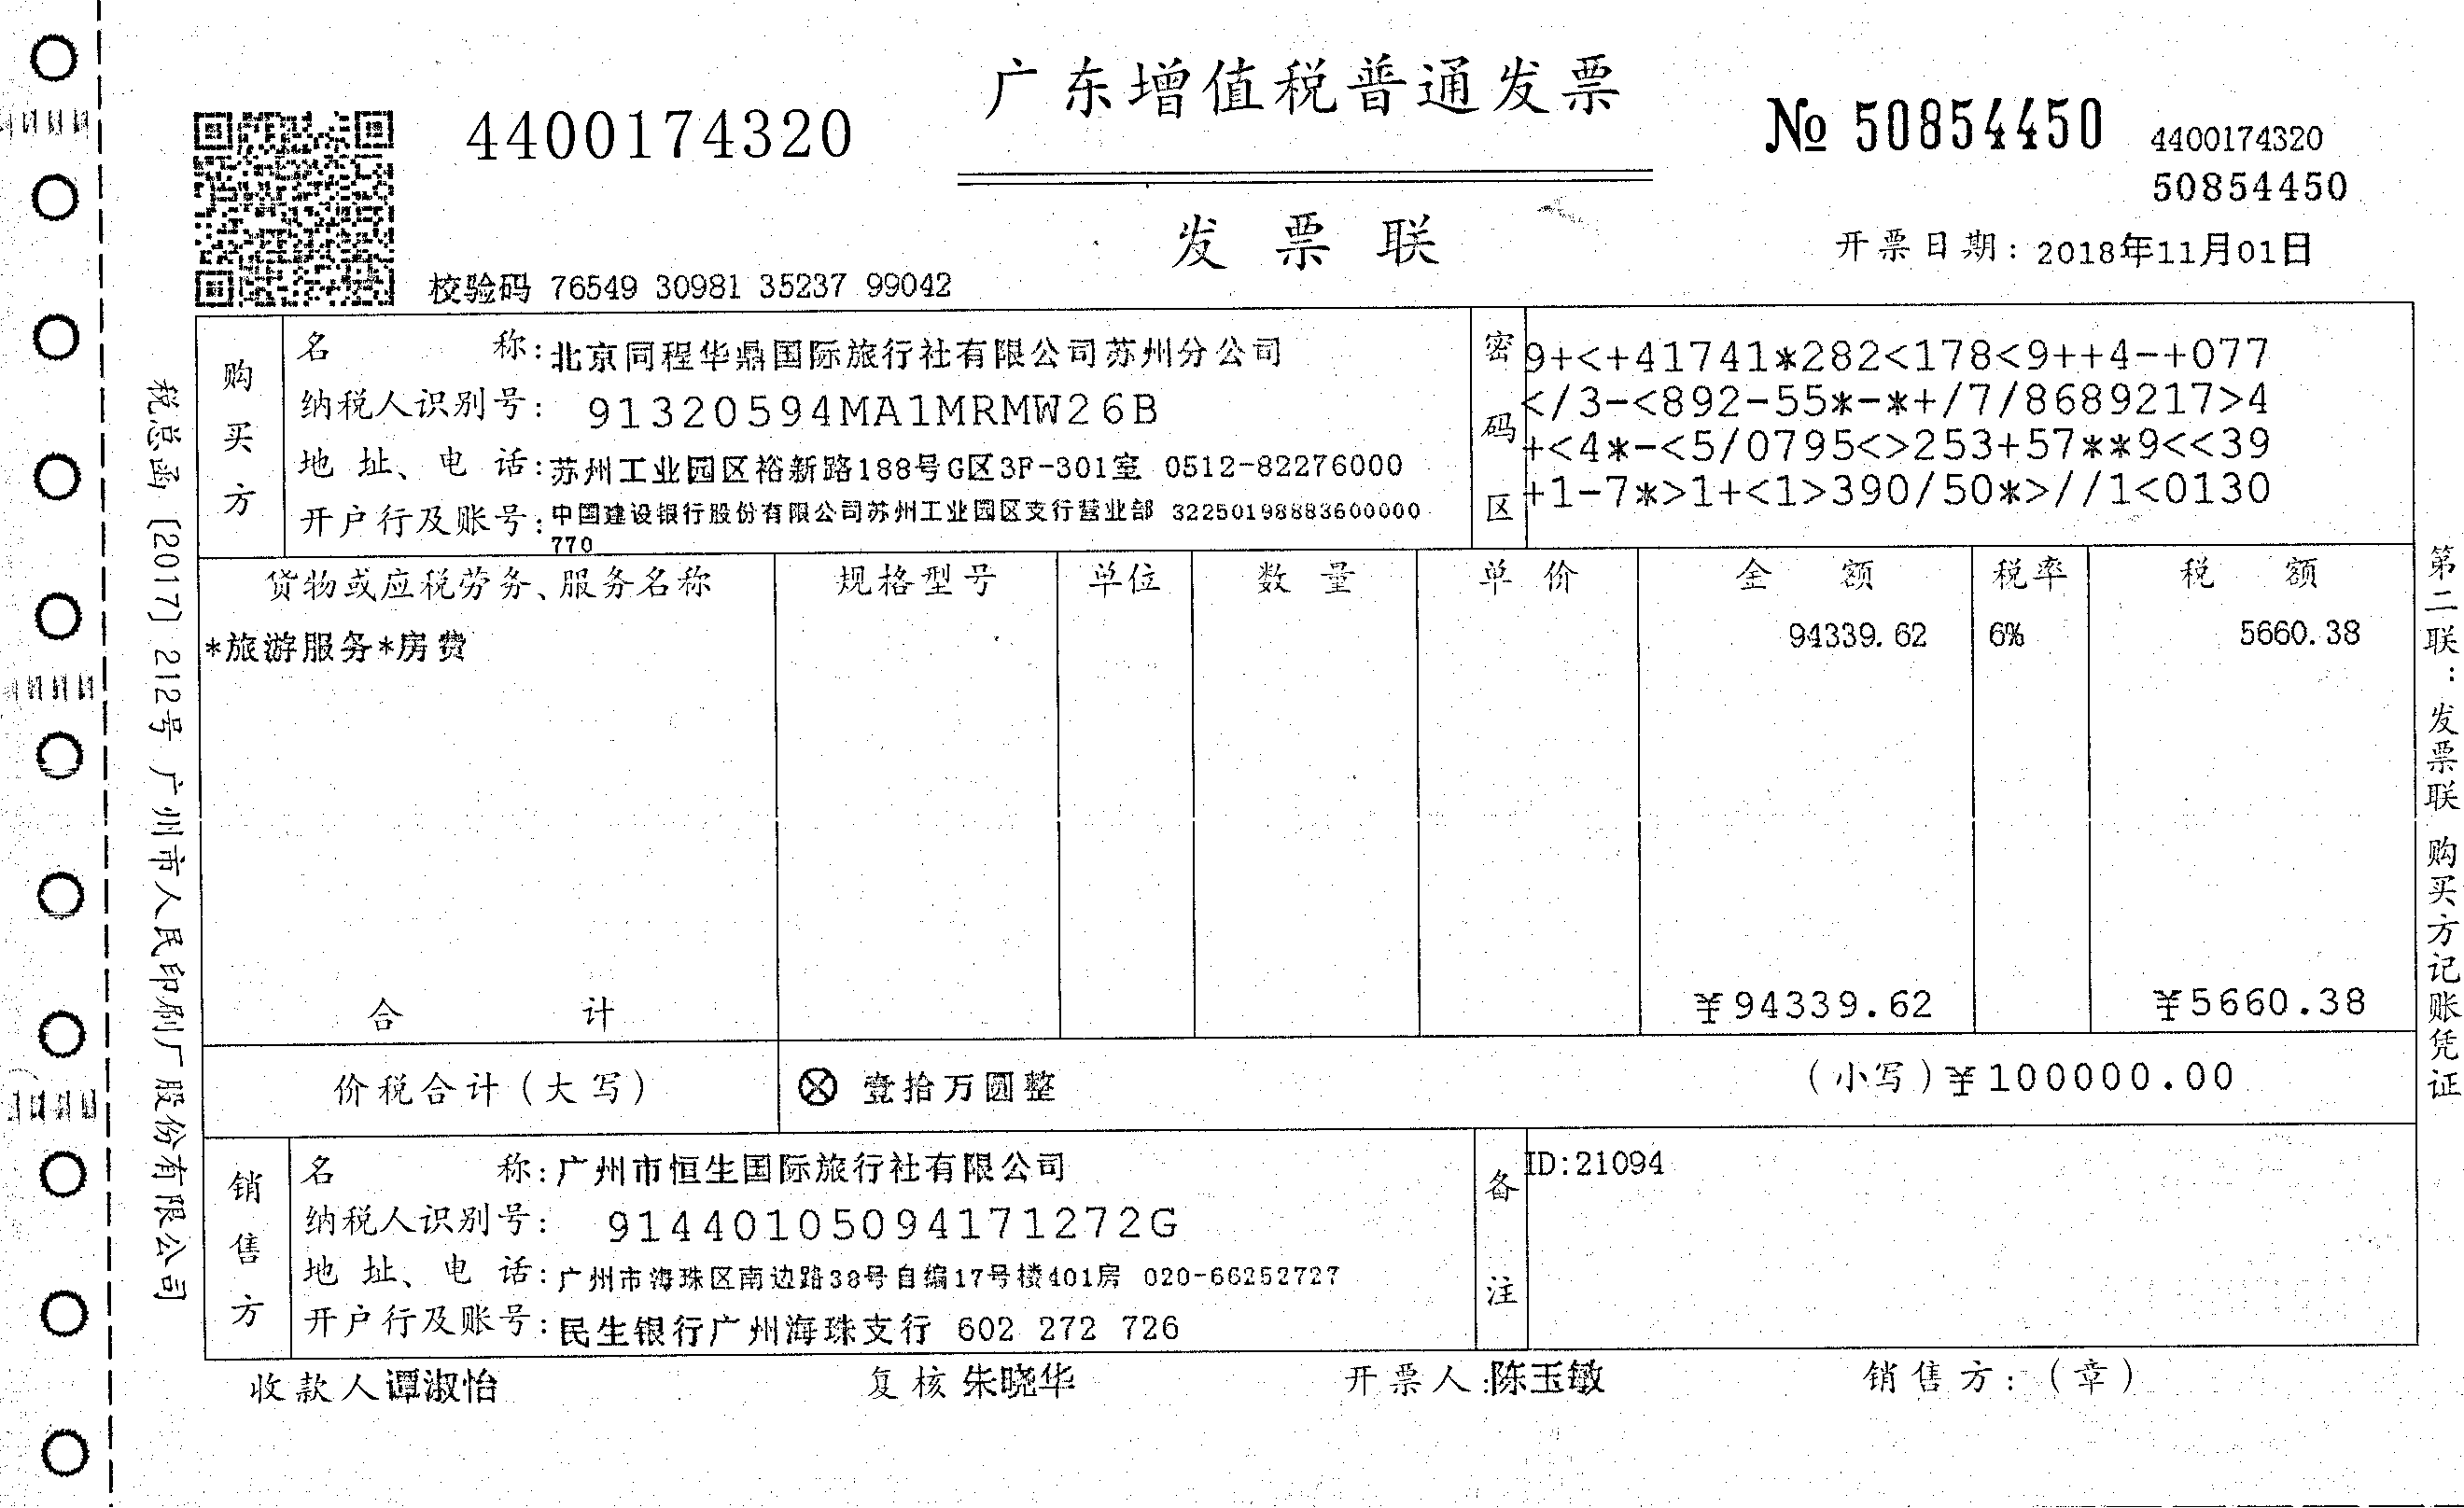 广东增值税普通发票
4400174320
№ 50854450
4400174320
50854450
发票联
开票日期: 2018年11月01日
校验码 76549 30981 35237 99042
购买方
名称: 北京同程华鼎国际旅行社有限公司苏州分公司
纳税人识别号: 91320594MA1MRMW26B
地址、电话: 苏州工业园区裕新路188号G区3F-301室 0512-82276000
开户行及账号: 中国建设银行股份有限公司苏州工业园区支行营业部 32250198883600000
770
密码区
9+<+41741*282<178<9++4-+077
</3-<892-55*-*+/7/8689217>4
+<4*-<5/0795<>253+57**9<<39
+1-7*>1+<1>390/50*>//1<0130
货物或应税劳务、服务名称 规格型号 单位 数量 单价 金额 税率 税额
*旅游服务*房费 94339.62 6% 5660.38
合计 ¥94339.62 ¥5660.38
价税合计(大写) ⊗ 壹拾万圆整 (小写)¥100000.00
销售方
名称: 广州市恒生国际旅行社有限公司
纳税人识别号: 91440105094171272G
地址、电话: 广州市海珠区南边路38号自编17号楼401房 020-66252727
开户行及账号: 民生银行广州海珠支行 602 272 726
备注
ID:21094
收款人 谭淑怡 复核 朱晓华 开票人: 陈玉敏 销售方: (章)
税总函〔2017〕212号 广州市人民印刷厂股份有限公司
第二联: 发票联 购买方记账凭证